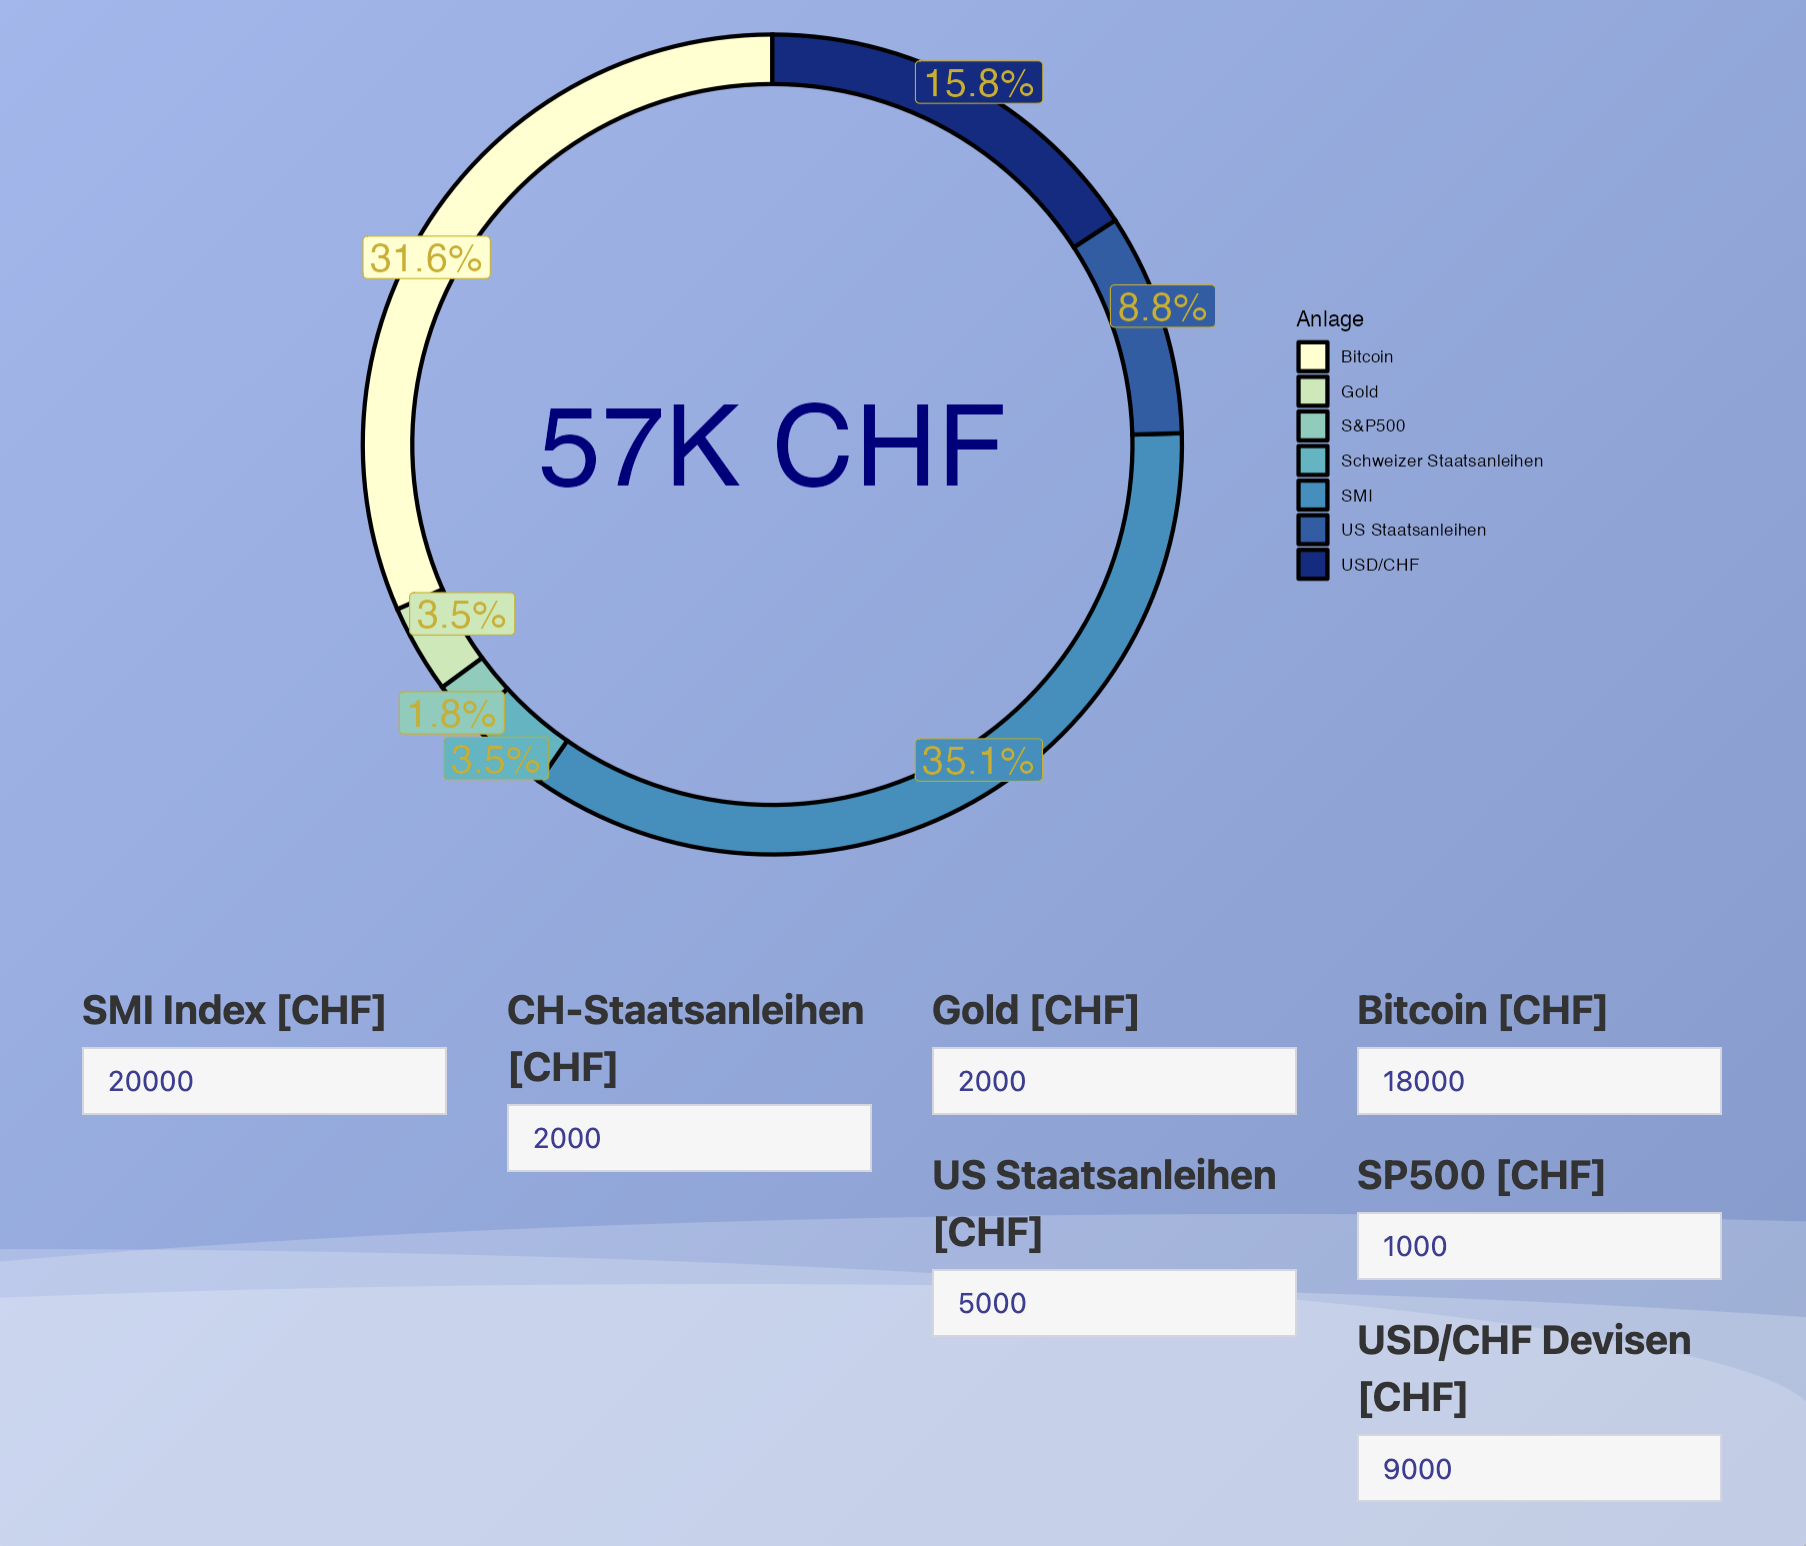 15.8%
31.6%
8.8%
57K CHF
3.5%
1.8%
3.5%
35.1%
Anlage
Bitcoin
Gold
S&P500
Schweizer Staatsanleihen
SMI
US Staatsanleihen
USD/CHF
SMI Index [CHF]
20000
CH-Staatsanleihen
[CHF]
2000
Gold [CHF]
2000
US Staatsanleihen
[CHF]
5000
Bitcoin [CHF]
18000
SP500 [CHF]
1000
USD/CHF Devisen
[CHF]
9000